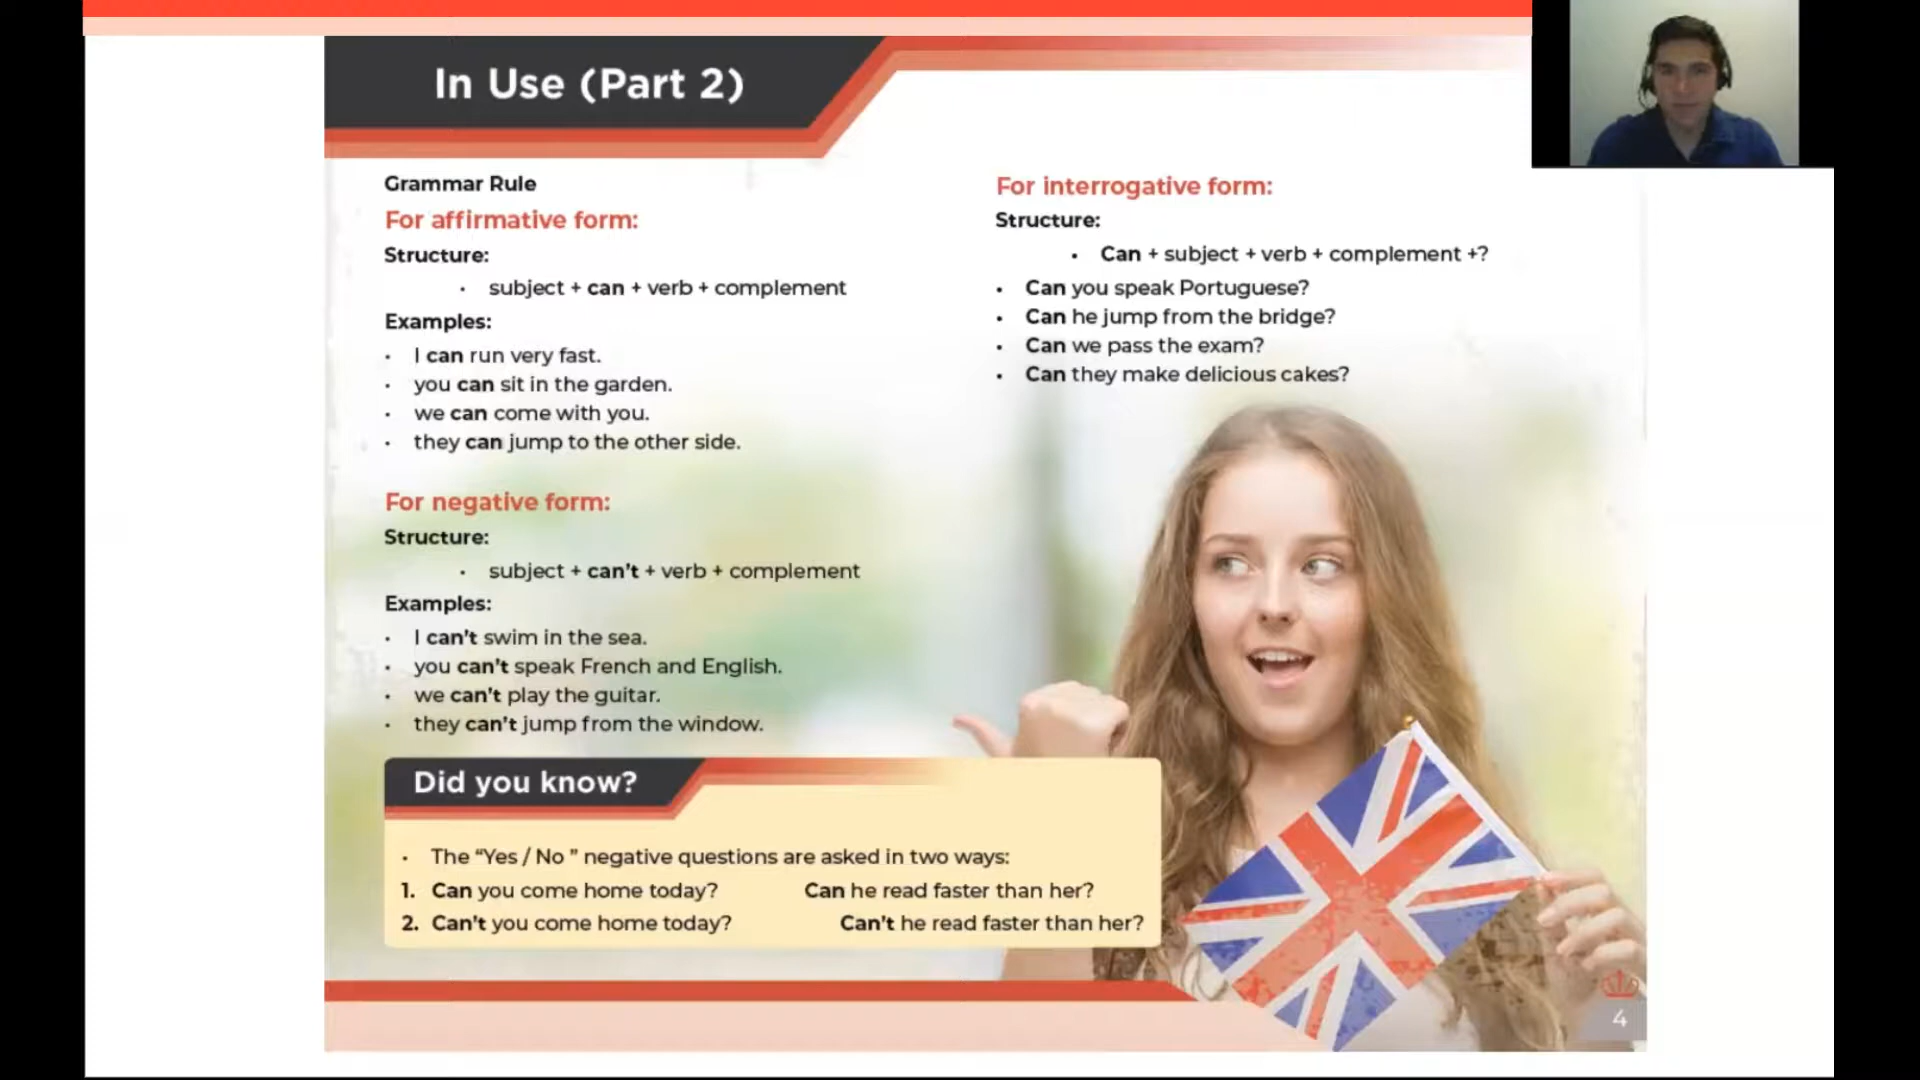 In Use (Part 2)
Grammar Rule
For affirmative form:
Structure:
• subject + can + verb + complement
Examples:
• I can run very fast.
• you can sit in the garden.
• we can come with you.
• they can jump to the other side.
For negative form:
Structure:
• subject + can't + verb + complement
Examples:
• I can't swim in the sea.
• you can't speak French and English.
• we can't play the guitar.
• they can't jump from the window.
For interrogative form:
Structure:
• Can + subject + verb + complement +?
• Can you speak Portuguese?
• Can he jump from the bridge?
• Can we pass the exam?
• Can they make delicious cakes?
Did you know?
• The “Yes / No ” negative questions are asked in two ways:
1. Can you come home today? Can he read faster than her?
2. Can't you come home today? Can't he read faster than her?
4